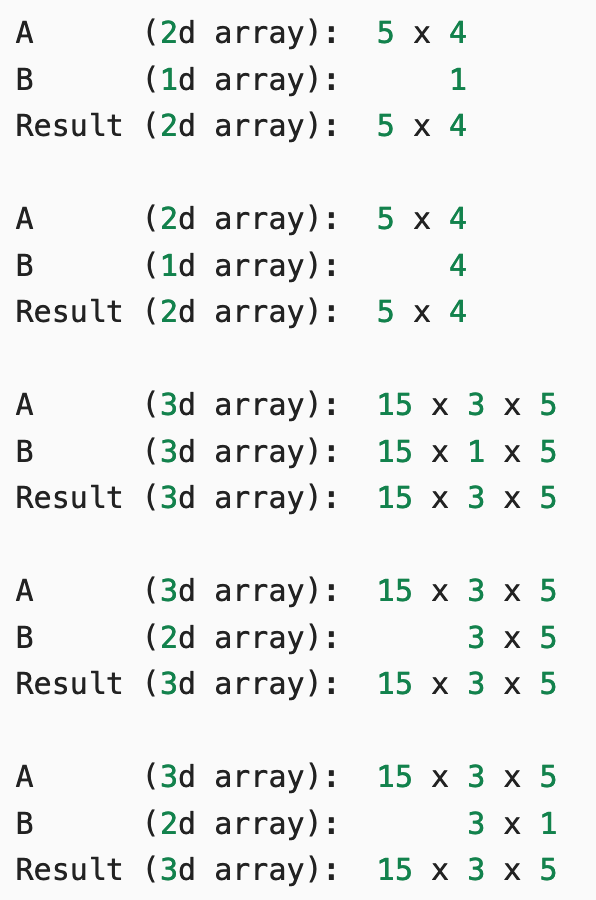 A      (2d array):  5 x 4
B      (1d array):      1
Result (2d array):  5 x 4

A      (2d array):  5 x 4
B      (1d array):      4
Result (2d array):  5 x 4

A      (3d array):  15 x 3 x 5
B      (3d array):  15 x 1 x 5
Result (3d array):  15 x 3 x 5

A      (3d array):  15 x 3 x 5
B      (2d array):       3 x 5
Result (3d array):  15 x 3 x 5

A      (3d array):  15 x 3 x 5
B      (2d array):       3 x 1
Result (3d array):  15 x 3 x 5